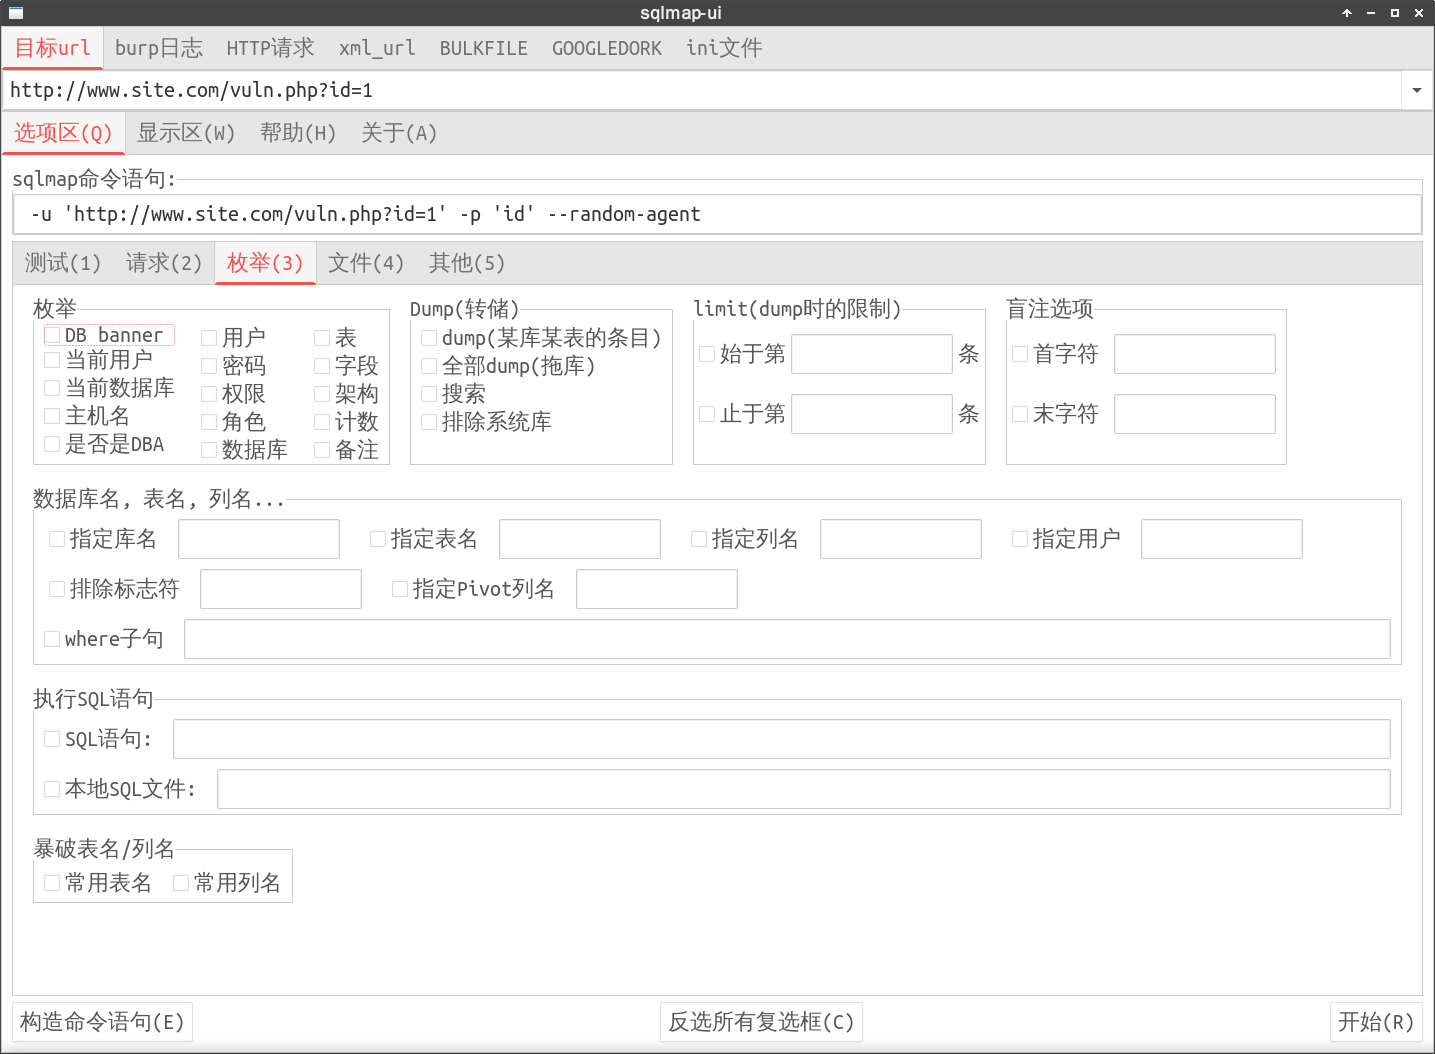 sqlmap-ui
目标url burp日志 HTTP请求 xml_url BULKFILE GOOGLEDORK ini文件
http://www.site.com/vuln.php?id=1
选项区(Q) 显示区(W) 帮助(H) 关于(A)
sqlmap命令语句:
-u 'http://www.site.com/vuln.php?id=1' -p 'id' --random-agent
测试(1) 请求(2) 枚举(3) 文件(4) 其他(5)
枚举
DB banner 用户 表
当前用户 密码 字段
当前数据库 权限 架构
主机名 角色 计数
是否是DBA 数据库 备注
Dump(转储)
dump(某库某表的条目)
全部dump(拖库)
搜索
排除系统库
limit(dump时的限制)
始于第 条
止于第 条
盲注选项
首字符
末字符
数据库名, 表名, 列名...
指定库名 指定表名 指定列名 指定用户
排除标志符 指定Pivot列名
where子句
执行SQL语句
SQL语句:
本地SQL文件:
暴破表名/列名
常用表名 常用列名
构造命令语句(E) 反选所有复选框(C) 开始(R)